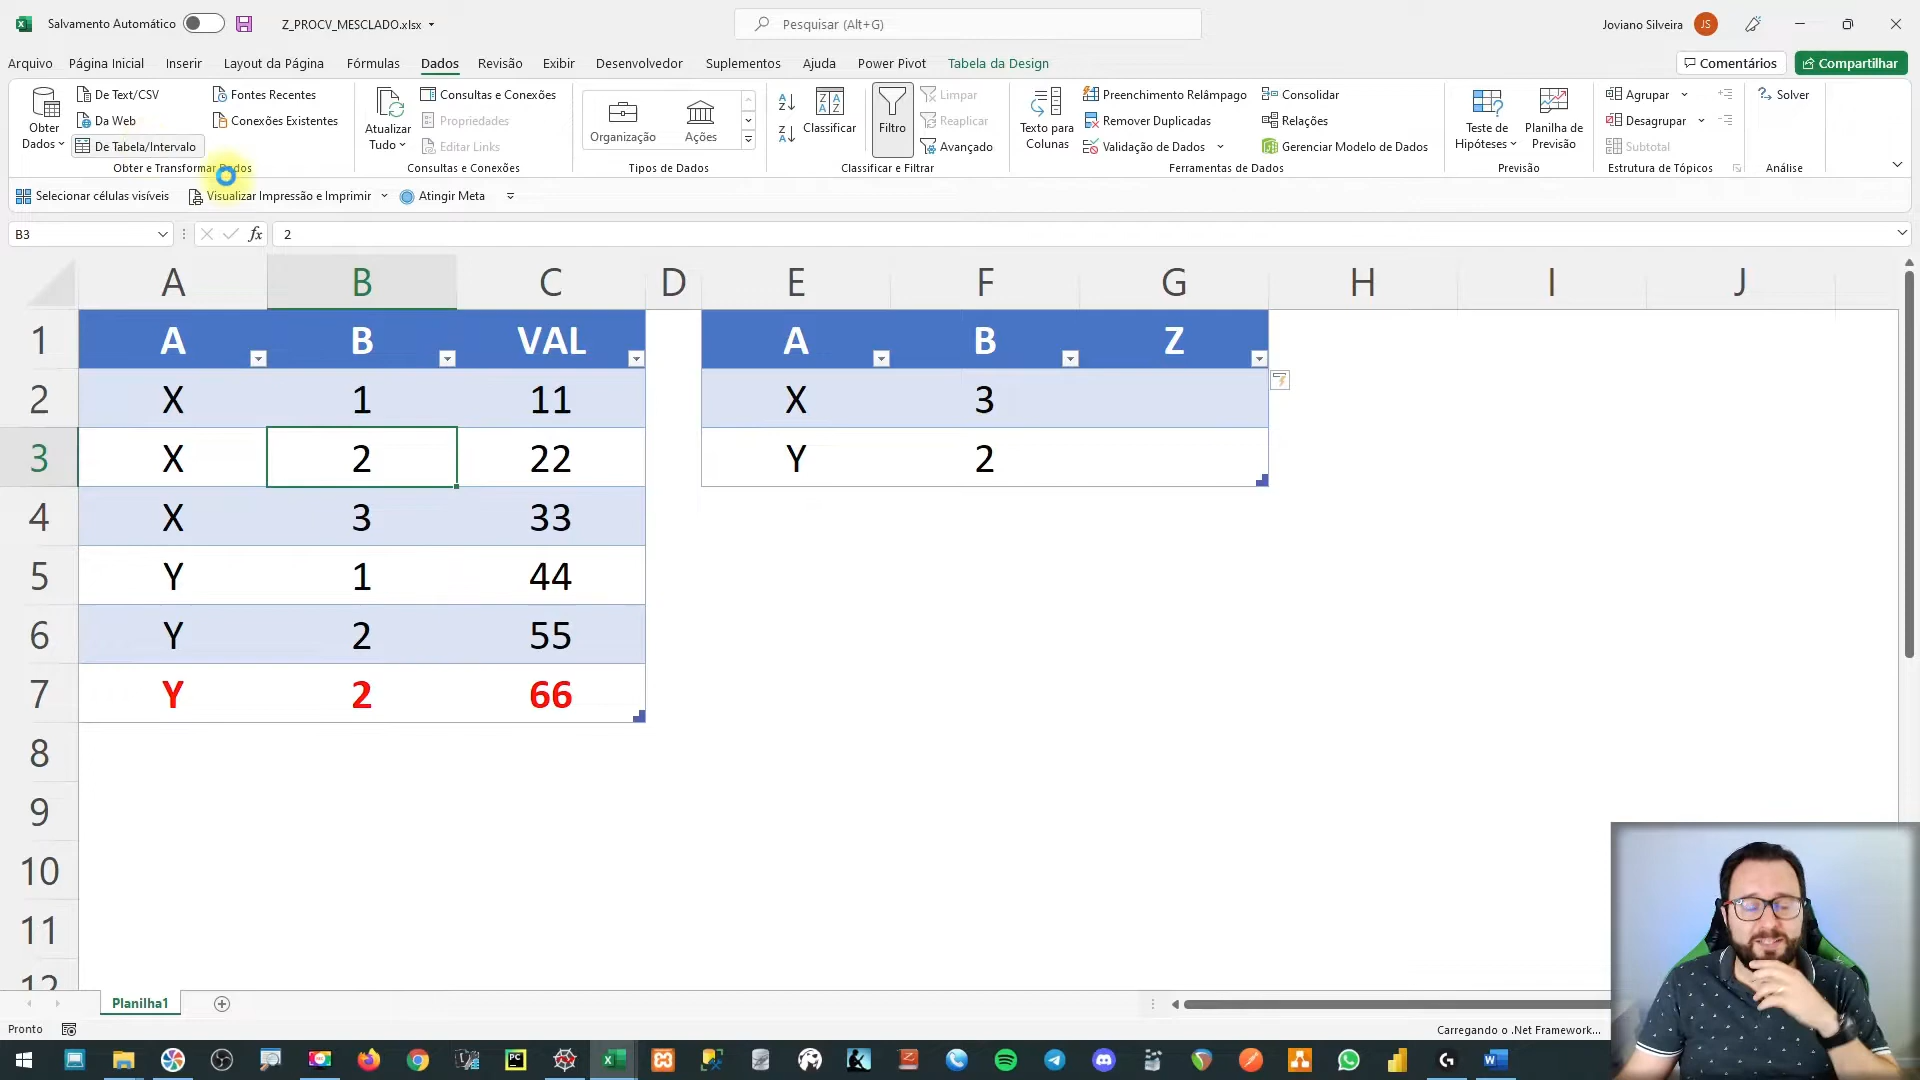 Salvamento Automático
Z_PROCV_MESCLADO.xlsx
Pesquisar (Alt+G)
Joviano Silveira
JS
Arquivo Página Inicial Inserir Layout da Página Fórmulas Dados Revisão Exibir Desenvolvedor Suplementos Ajuda Power Pivot Tabela da Design
Comentários
Compartilhar
Obter Dados
De Text/CSV
Da Web
De Tabela/Intervalo
Fontes Recentes
Conexões Existentes
Obter e Transformar Dados
Atualizar Tudo
Consultas e Conexões
Propriedades
Editar Links
Consultas e Conexões
Organização
Ações
Tipos de Dados
Classificar
Filtro
Limpar
Reaplicar
Avançado
Classificar e Filtrar
Texto para Colunas
Preenchimento Relâmpago
Remover Duplicadas
Validação de Dados
Consolidar
Relações
Gerenciar Modelo de Dados
Ferramentas de Dados
Teste de Hipóteses
Planilha de Previsão
Previsão
Agrupar
Desagrupar
Subtotal
Estrutura de Tópicos
Solver
Análise
Selecionar células visíveis
Visualizar Impressão e Imprimir
Atingir Meta
B3
fx
2
A B C D E F G H I J
1 A B VAL A B Z
2 X 1 11 X 3
3 X 2 22 Y 2
4 X 3 33
5 Y 1 44
6 Y 2 55
7 Y 2 66
8
9
10
11
12
Planilha1
Pronto
Carregando o .Net Framework...